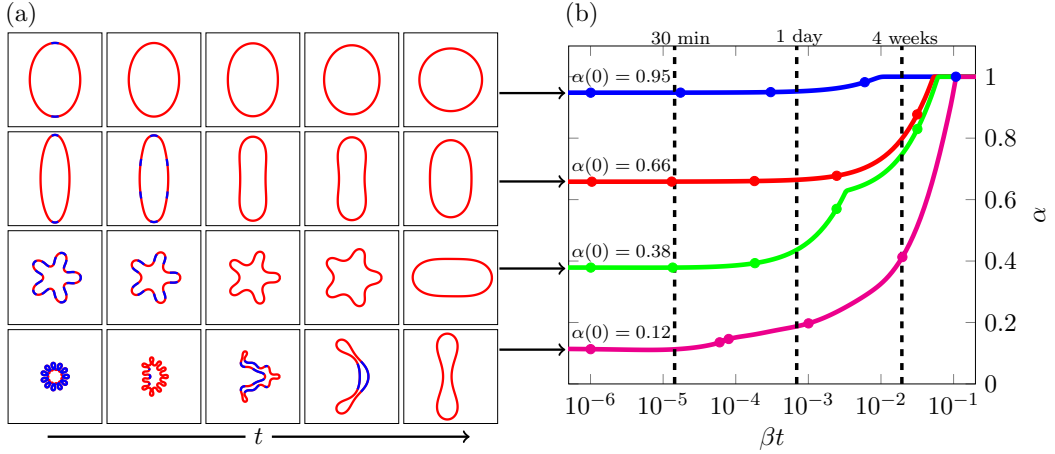 (a)
(b)
30 min
1 day
4 weeks
α(0) = 0.95
α(0) = 0.66
α(0) = 0.38
α(0) = 0.12
1
0.8
0.6
0.4
0.2
0
α
10⁻⁶
10⁻⁵
10⁻⁴
10⁻³
10⁻²
10⁻¹
βt
t